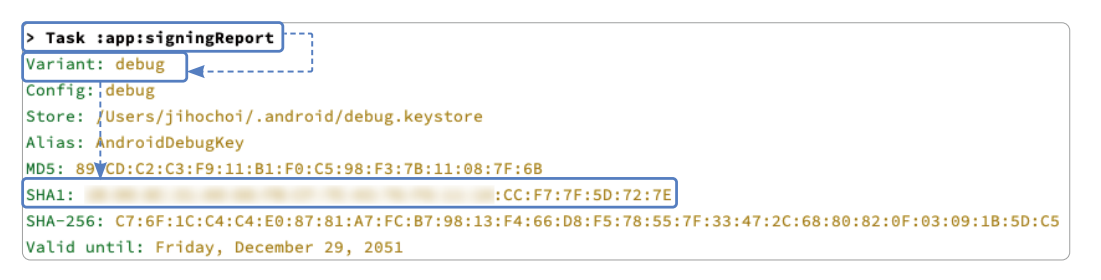 > Task :app:signingReport
Variant: debug
Config: debug
Store: /Users/jihochoi/.android/debug.keystore
Alias: AndroidDebugKey
MD5: 89:CD:C2:C3:F9:11:B1:F0:C5:98:F3:7B:11:08:7F:6B
SHA1: :CC:F7:7F:5D:72:7E
SHA-256: C7:6F:1C:C4:C4:E0:87:81:A7:FC:B7:98:13:F4:66:D8:F5:78:55:7F:33:47:2C:68:80:82:0F:03:09:1B:5D:C5
Valid until: Friday, December 29, 2051